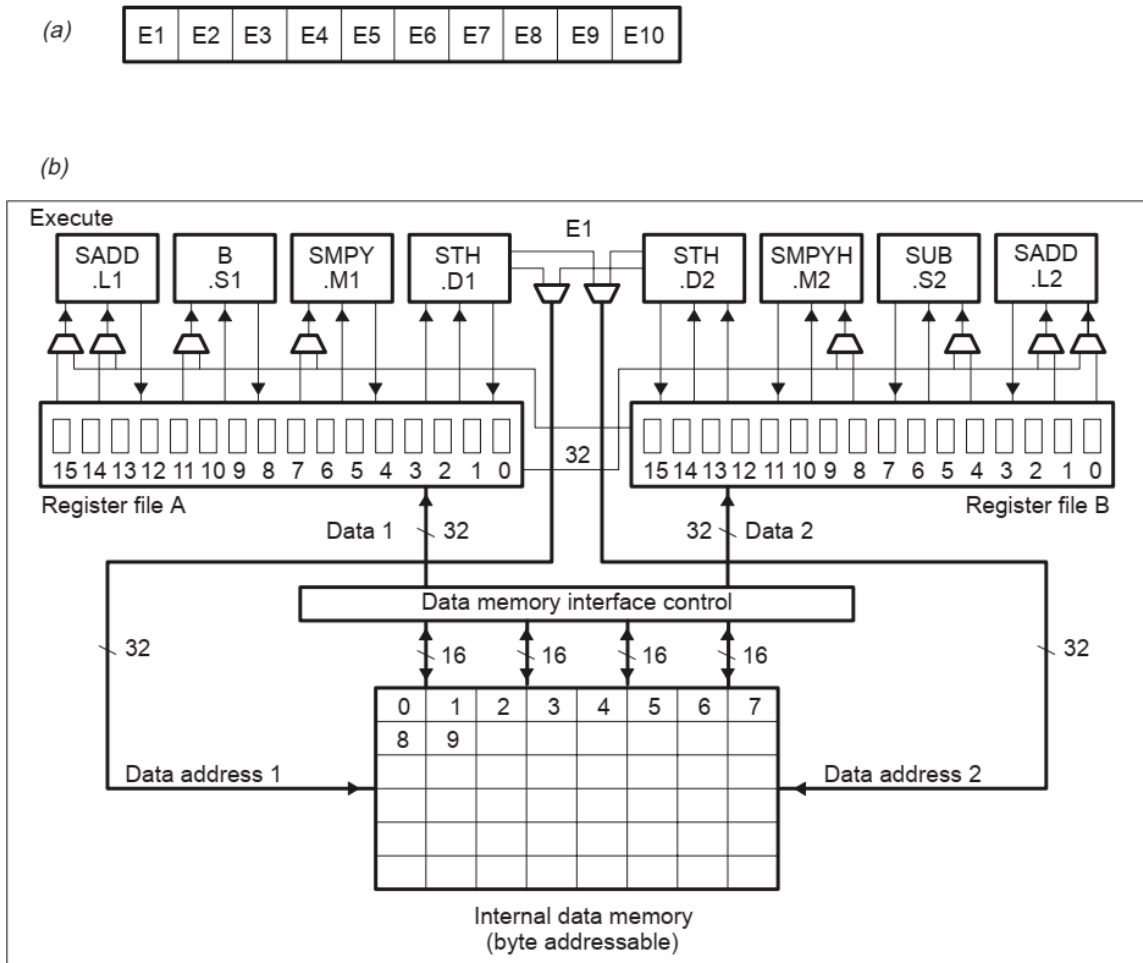 (a) E1 E2 E3 E4 E5 E6 E7 E8 E9 E10
(b)
Execute
E1
SADD B SMPY STH STH SMPYH SUB SADD
.L1 .S1 .M1 .D1 .D2 .M2 .S2 .L2
15 14 13 12 11 10 9 8 7 6 5 4 3 2 1 0 32 15 14 13 12 11 10 9 8 7 6 5 4 3 2 1 0
Register file A Register file B
Data 1 32 32 Data 2
Data memory interface control
32 16 16 16 16 32
0 1 2 3 4 5 6 7
8 9
Data address 1 Data address 2
Internal data memory
(byte addressable)